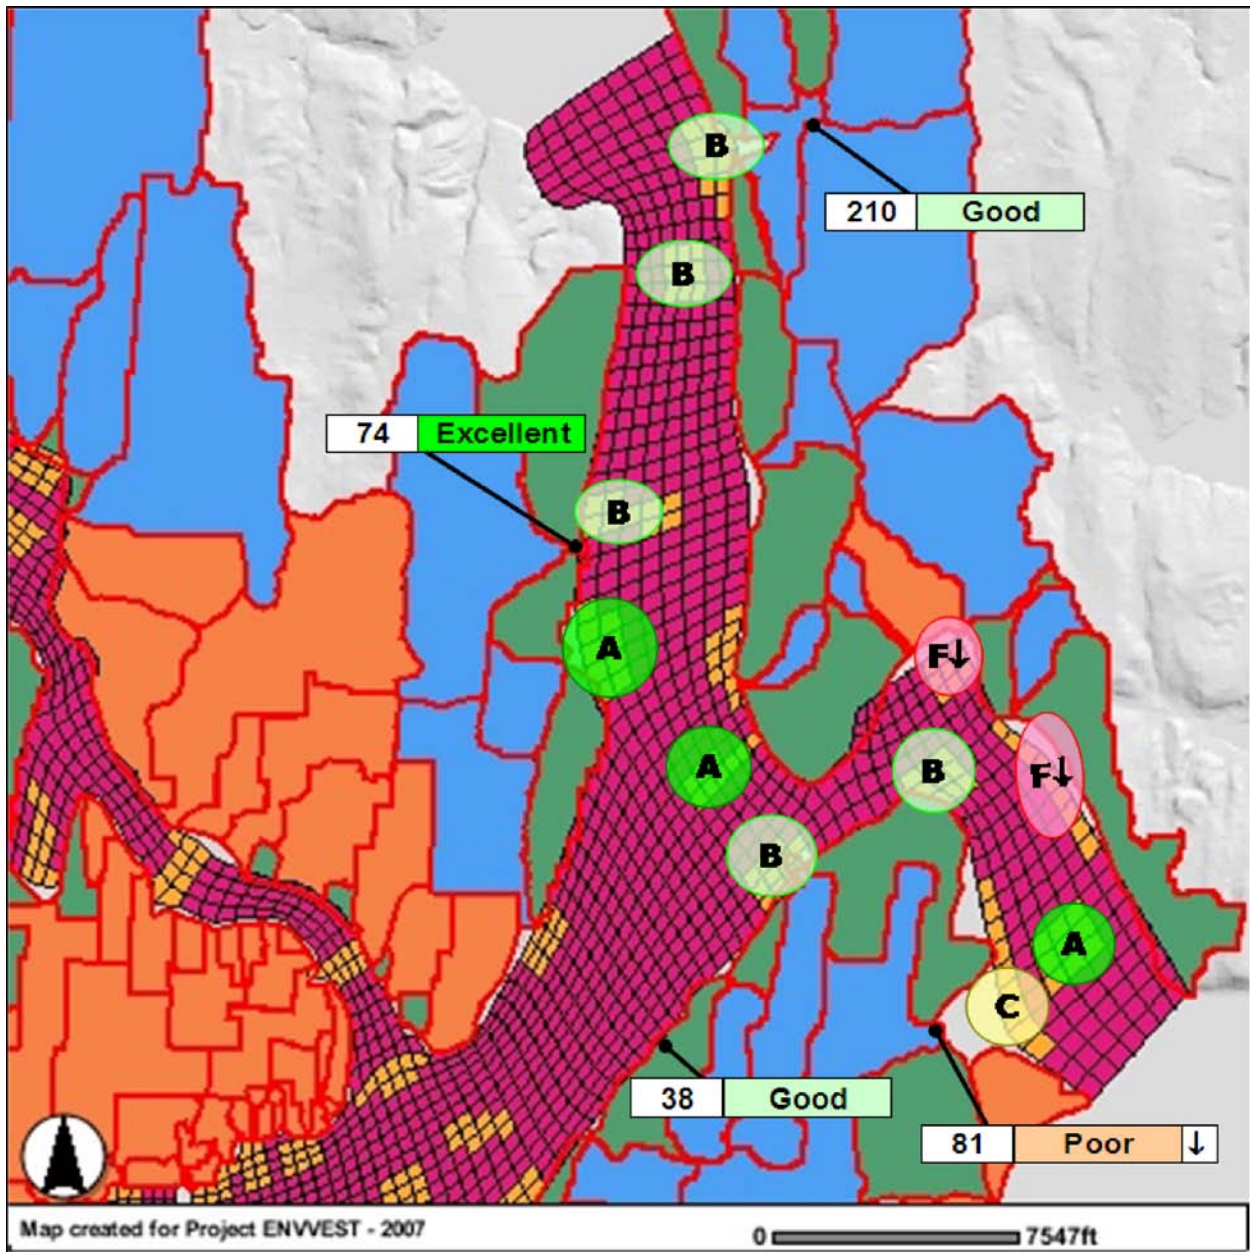 B
210 Good
B
74 Excellent
B
A
F↓
A
B
F↓
B
A
C
38 Good
81 Poor ↓
Map created for Project ENVVEST - 2007
0 7547ft